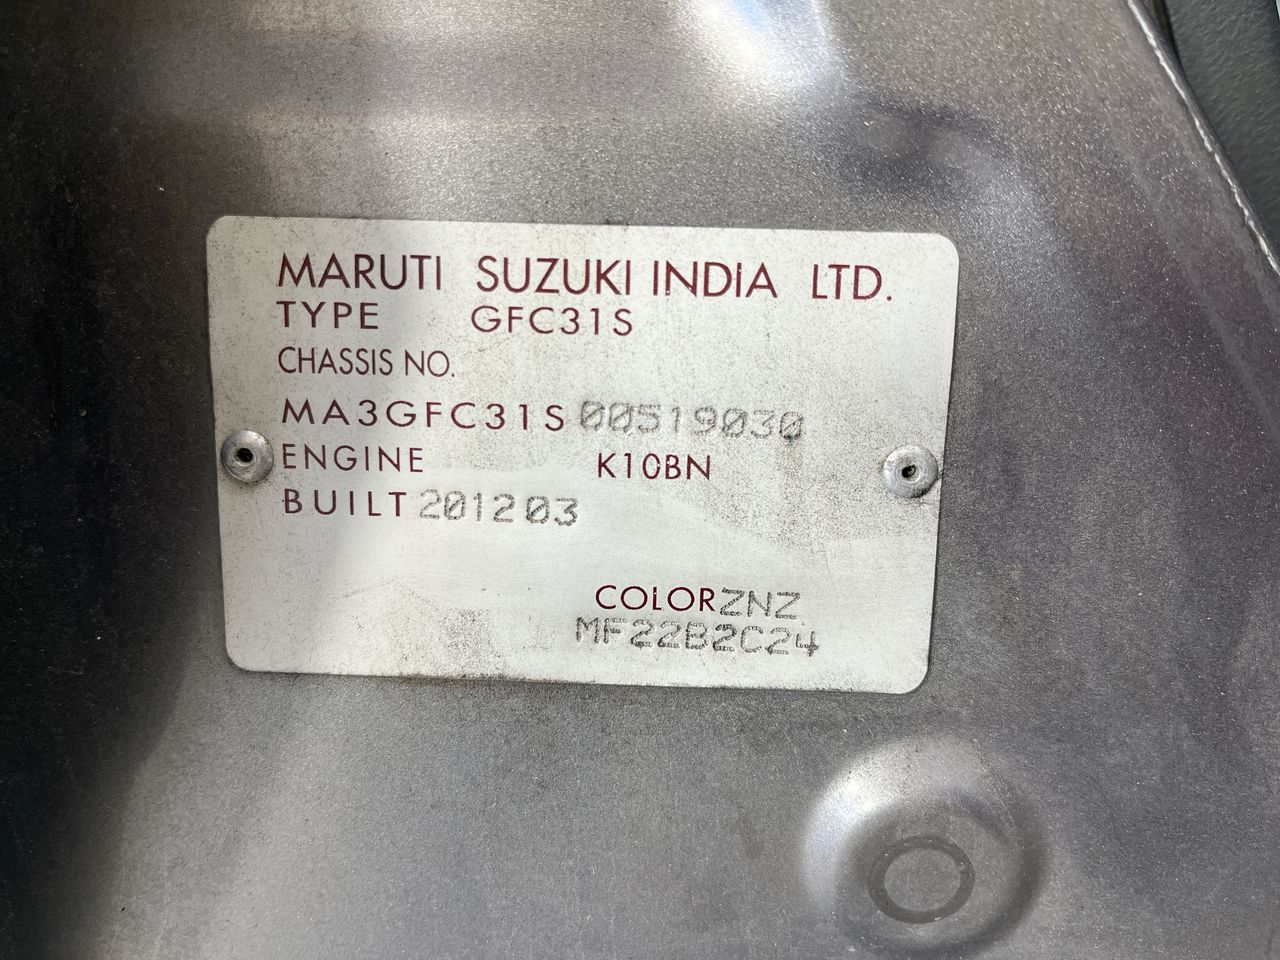 MARUTI SUZUKI INDIA LTD.
TYPE GFC31S
CHASSIS NO.
MA3GFC31S00519030
ENGINE K10BN
BUILT 201203
COLOR ZNZ
MF22B2C24